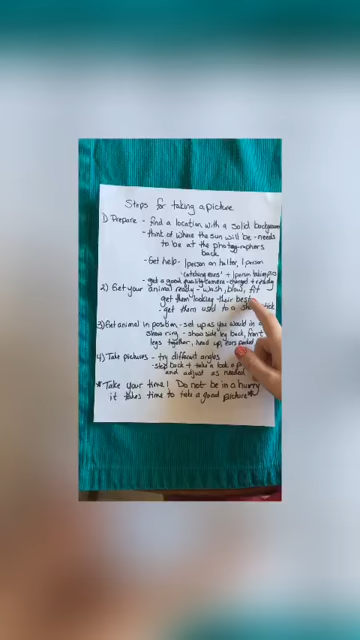 Steps for taking a picture
1) Prepare - find a location with a solid background
- think of where the sun will be - needs
to be at the photographers
back
- Get help - 1 person on halter, 1 person
"catching ears" + 1 person taking
- get a good quality camera - charged + ready
2) Get your animal ready - wash, blow, fit
get them looking their best
- get them used to a
3) Get animal in position - set up as you would in a
show ring - show side leg back, front
legs together, head up, ears
4) Take pictures - try different angles
- step back + take a look
and adjust as needed
*Take your time! Do not be in a hurry
it takes time to take a good picture*